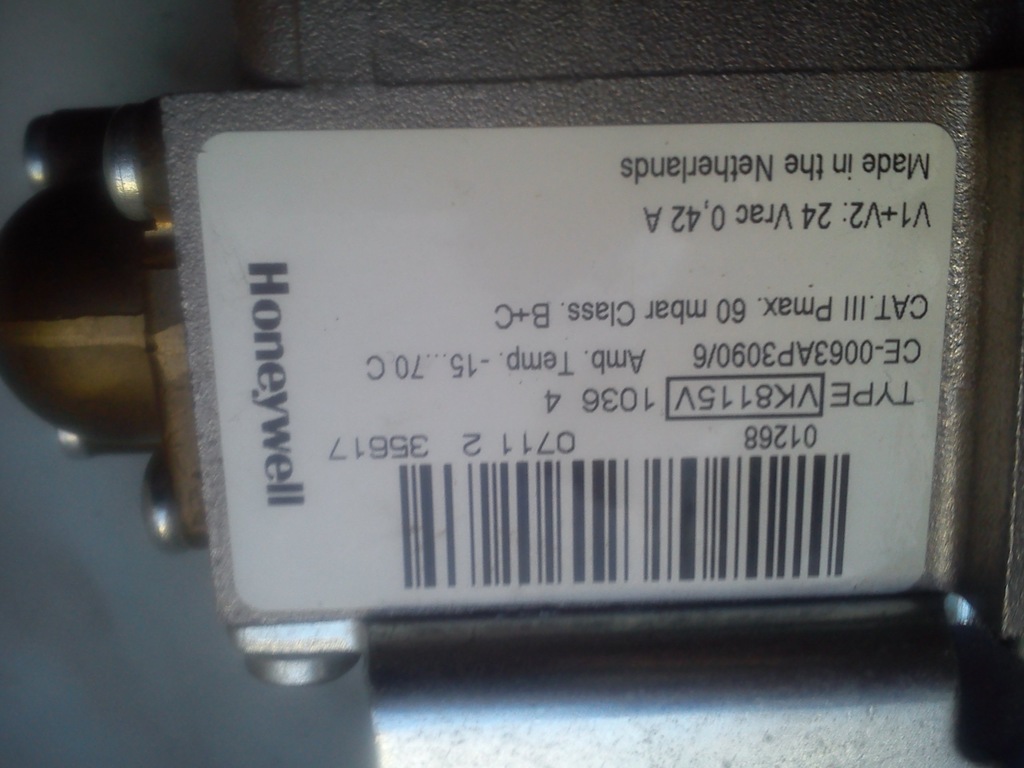 01268 0711 2 35617
TYPE VK8115V 1036 4
CE-0063AP3090/6 Amb. Temp. -15...70 C
CAT.III Pmax. 60 mbar Class. B+C
V1+V2: 24 Vrac 0,42 A
Made in the Netherlands
Honeywell